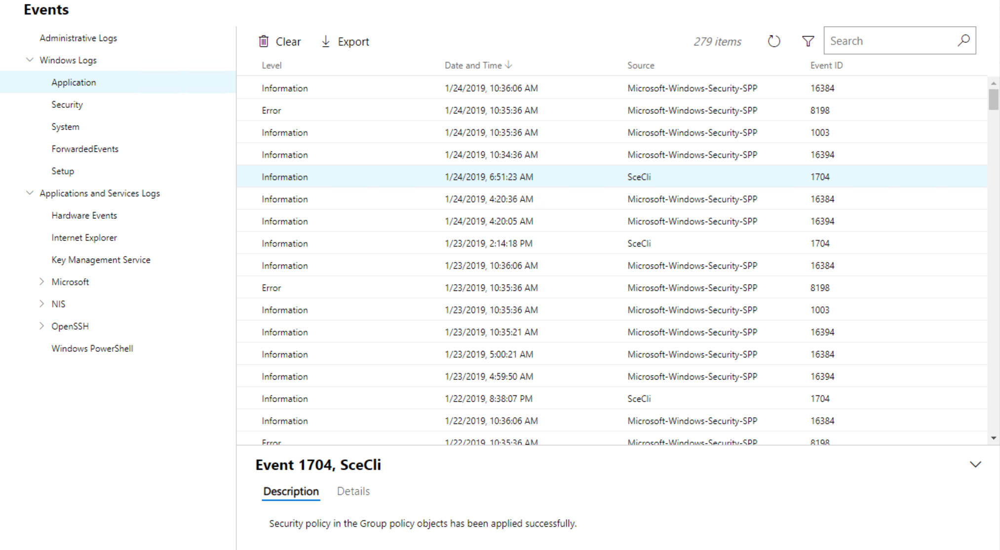 Events
Administrative Logs
Windows Logs
Application
Security
System
ForwardedEvents
Setup
Applications and Services Logs
Hardware Events
Internet Explorer
Key Management Service
Microsoft
NIS
OpenSSH
Windows PowerShell
Clear Export 279 items Search
Level Date and Time Source Event ID
Information 1/24/2019, 10:36:06 AM Microsoft-Windows-Security-SPP 16384
Error 1/24/2019, 10:35:36 AM Microsoft-Windows-Security-SPP 8198
Information 1/24/2019, 10:35:36 AM Microsoft-Windows-Security-SPP 1003
Information 1/24/2019, 10:34:36 AM Microsoft-Windows-Security-SPP 16394
Information 1/24/2019, 6:51:23 AM SceCli 1704
Information 1/24/2019, 4:20:36 AM Microsoft-Windows-Security-SPP 16384
Information 1/24/2019, 4:20:05 AM Microsoft-Windows-Security-SPP 16394
Information 1/23/2019, 2:14:18 PM SceCli 1704
Information 1/23/2019, 10:36:06 AM Microsoft-Windows-Security-SPP 16384
Error 1/23/2019, 10:35:36 AM Microsoft-Windows-Security-SPP 8198
Information 1/23/2019, 10:35:36 AM Microsoft-Windows-Security-SPP 1003
Information 1/23/2019, 10:35:21 AM Microsoft-Windows-Security-SPP 16394
Information 1/23/2019, 5:00:21 AM Microsoft-Windows-Security-SPP 16384
Information 1/23/2019, 4:59:50 AM Microsoft-Windows-Security-SPP 16394
Information 1/22/2019, 8:38:07 PM SceCli 1704
Information 1/22/2019, 10:36:06 AM Microsoft-Windows-Security-SPP 16384
Error 1/22/2019, 10:35:36 AM Microsoft-Windows-Security-SPP 8198
Event 1704, SceCli
Description Details
Security policy in the Group policy objects has been applied successfully.